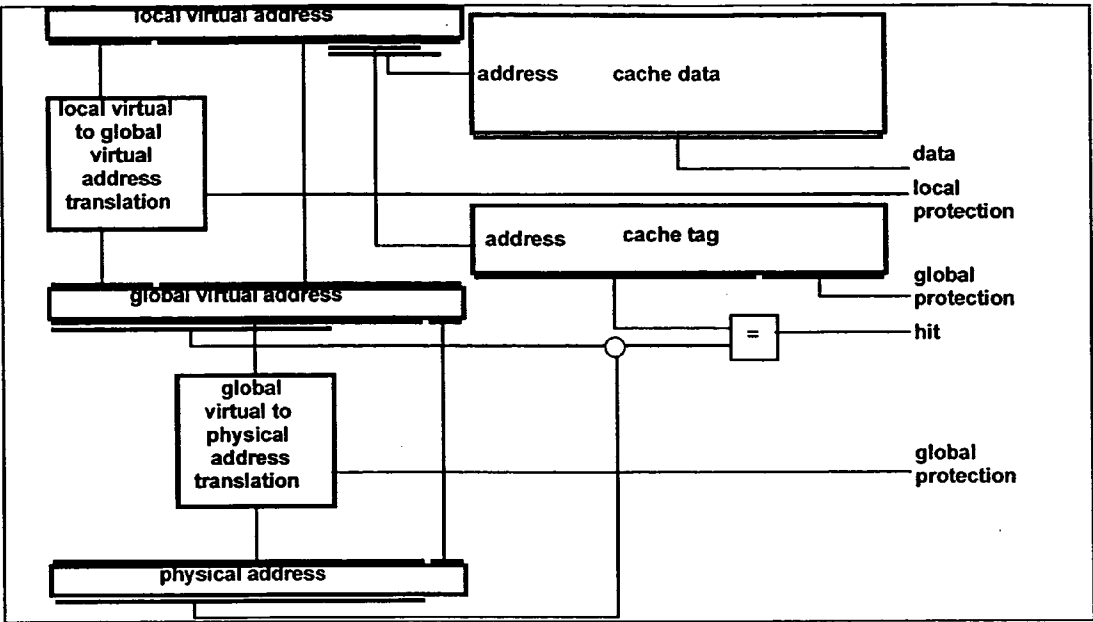 local virtual address
address
cache data
local virtual
to global
virtual
address
translation
data
local
protection
address
cache tag
global
protection
global virtual address
hit
=
global
virtual to
physical
address
translation
global
protection
physical address